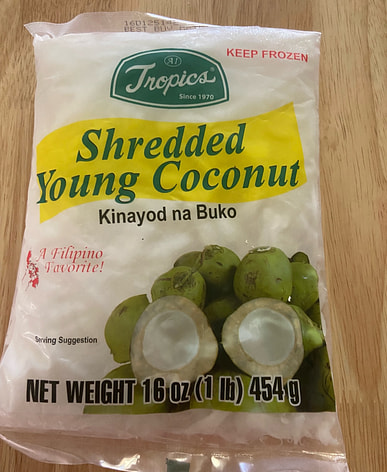 KEEP FROZEN
Tropics
Since 1970
Shredded
Young Coconut
Kinayod na Buko
A Filipino
Favorite!
Serving Suggestion
NET WEIGHT 16 oz (1 lb) 454 g